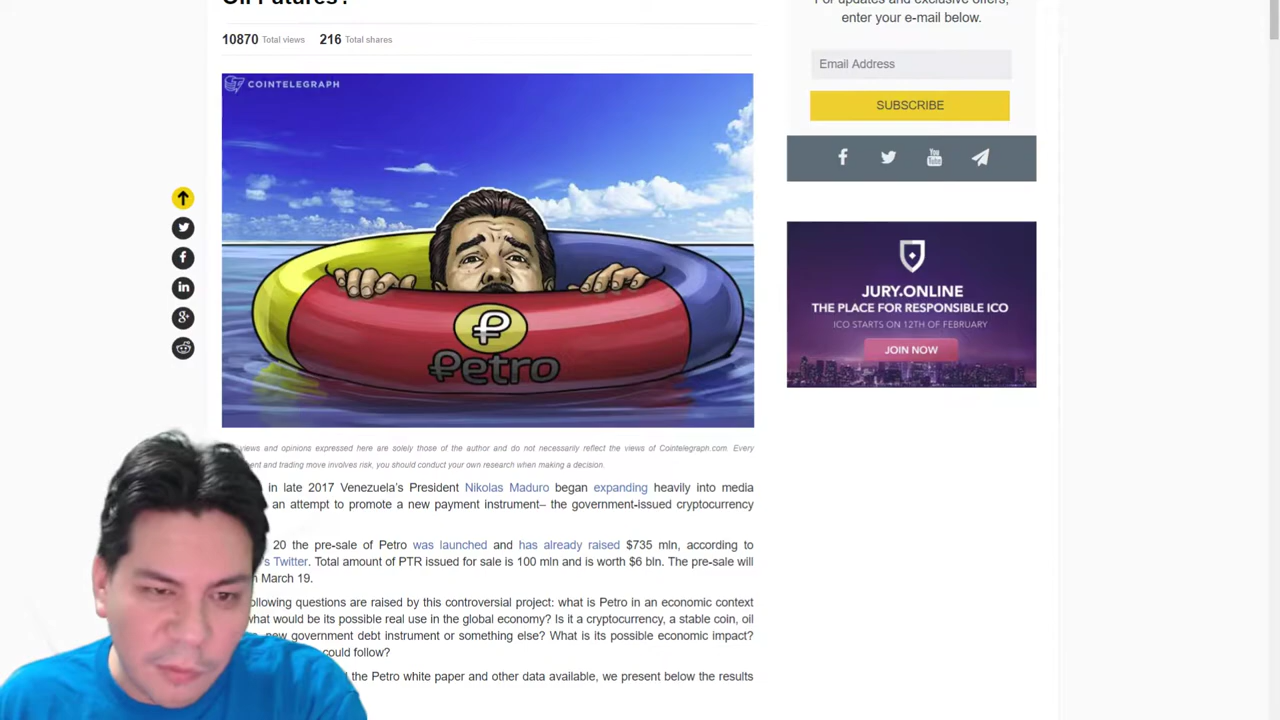 Oil Futures?
For updates and exclusive offers,
enter your e-mail below.
10870 Total views 216 Total shares
Email Address
SUBSCRIBE
COINTELEGRAPH
Petro
JURY.ONLINE
THE PLACE FOR RESPONSIBLE ICO
ICO STARTS ON 12TH OF FEBRUARY
JOIN NOW
views and opinions expressed here are solely those of the author and do not necessarily reflect the views of Cointelegraph.com. Every
and trading move involves risk, you should conduct your own research when making a decision.
in late 2017 Venezuela's President Nikolas Maduro began expanding heavily into media
an attempt to promote a new payment instrument– the government-issued cryptocurrency
20 the pre-sale of Petro was launched and has already raised $735 mln, according to
's Twitter. Total amount of PTR issued for sale is 100 mln and is worth $6 bln. The pre-sale will
March 19.
following questions are raised by this controversial project: what is Petro in an economic context
what would be its possible real use in the global economy? Is it a cryptocurrency, a stable coin, oil
new government debt instrument or something else? What is its possible economic impact?
could follow?
the Petro white paper and other data available, we present below the results